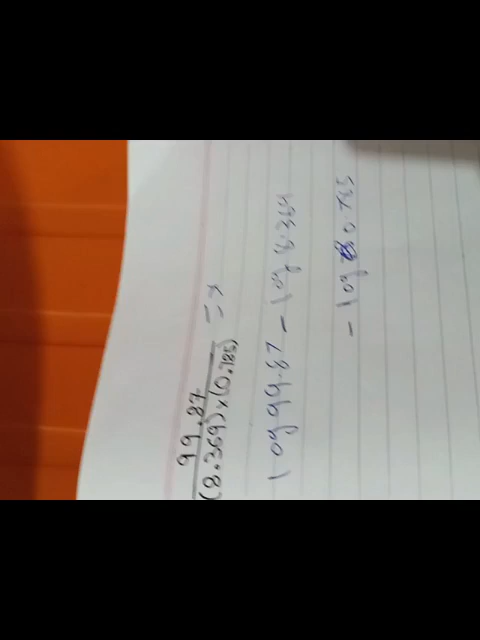 99.87
(8.369)×(0.785) = x
log 99.87 - log 8.369
- log 0.785